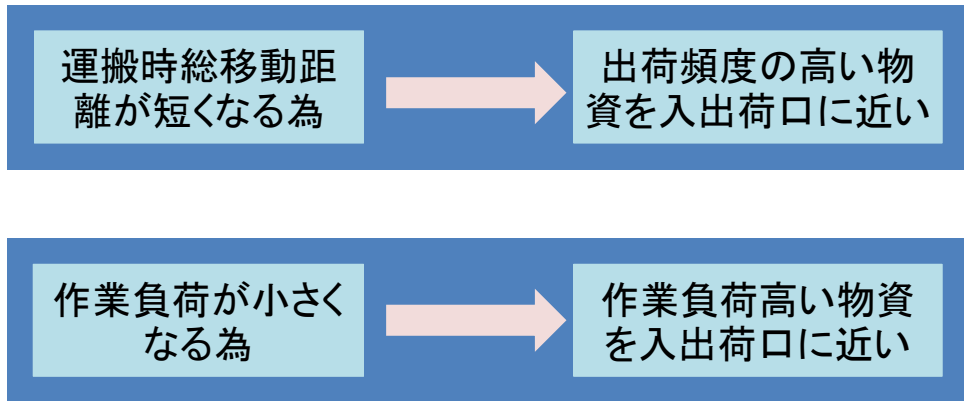 運搬時総移動距
離が短くなる為
出荷頻度の高い物
資を入出荷口に近い
作業負荷が小さく
なる為
作業負荷高い物資
を入出荷口に近い